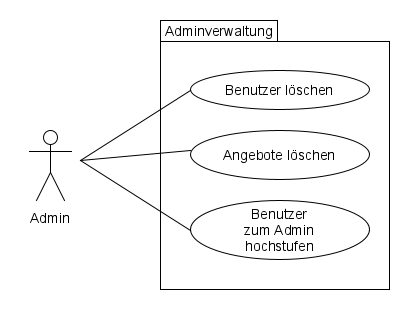 Adminverwaltung
Benutzer löschen
Angebote löschen
Admin
Benutzer
zum Admin
hochstufen